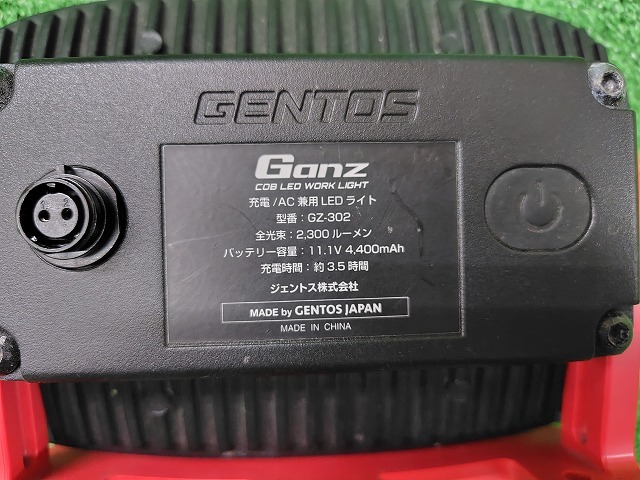 GENTOS
Ganz
COB LED WORK LIGHT
充電/AC兼用LEDライト
型番：GZ-302
全光束：2,300ルーメン
バッテリー容量：11.1V 4,400mAh
充電時間：約3.5時間
ジェントス株式会社
MADE by GENTOS JAPAN
MADE IN CHINA